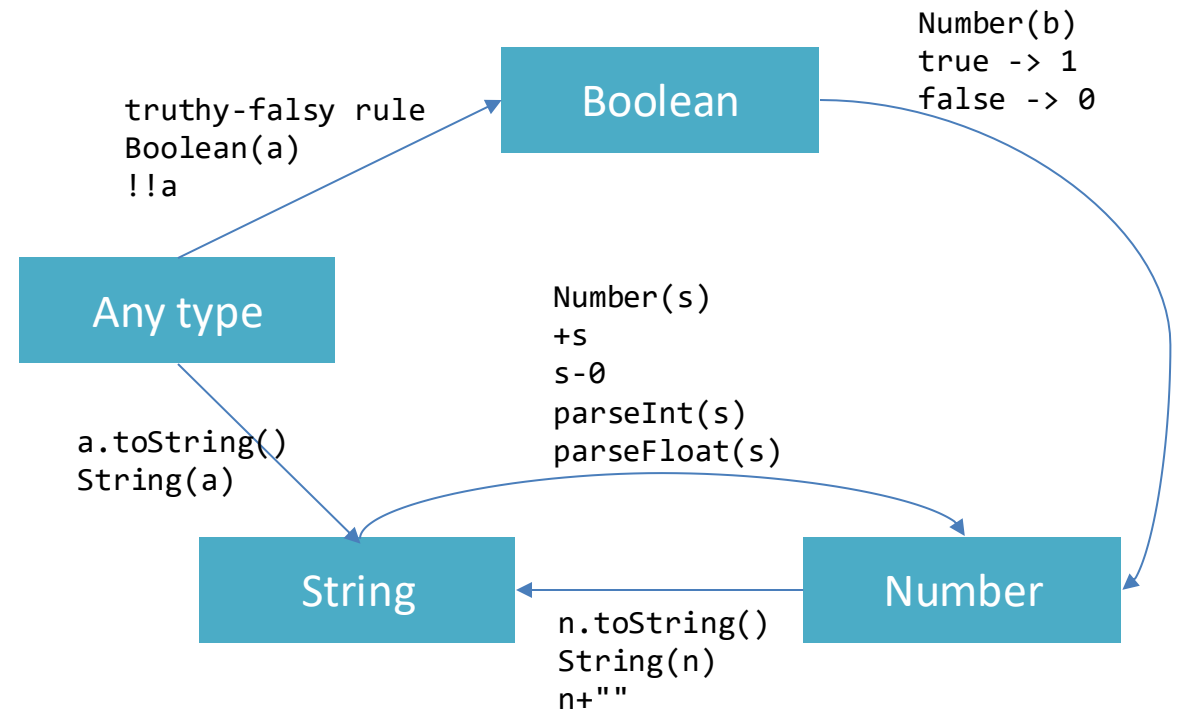 Number(b)
true -> 1
false -> 0
Boolean
truthy-falsy rule
Boolean(a)
!!a
Any type
Number(s)
+s
s-0
parseInt(s)
parseFloat(s)
a.toString()
String(a)
String
Number
n.toString()
String(n)
n+""